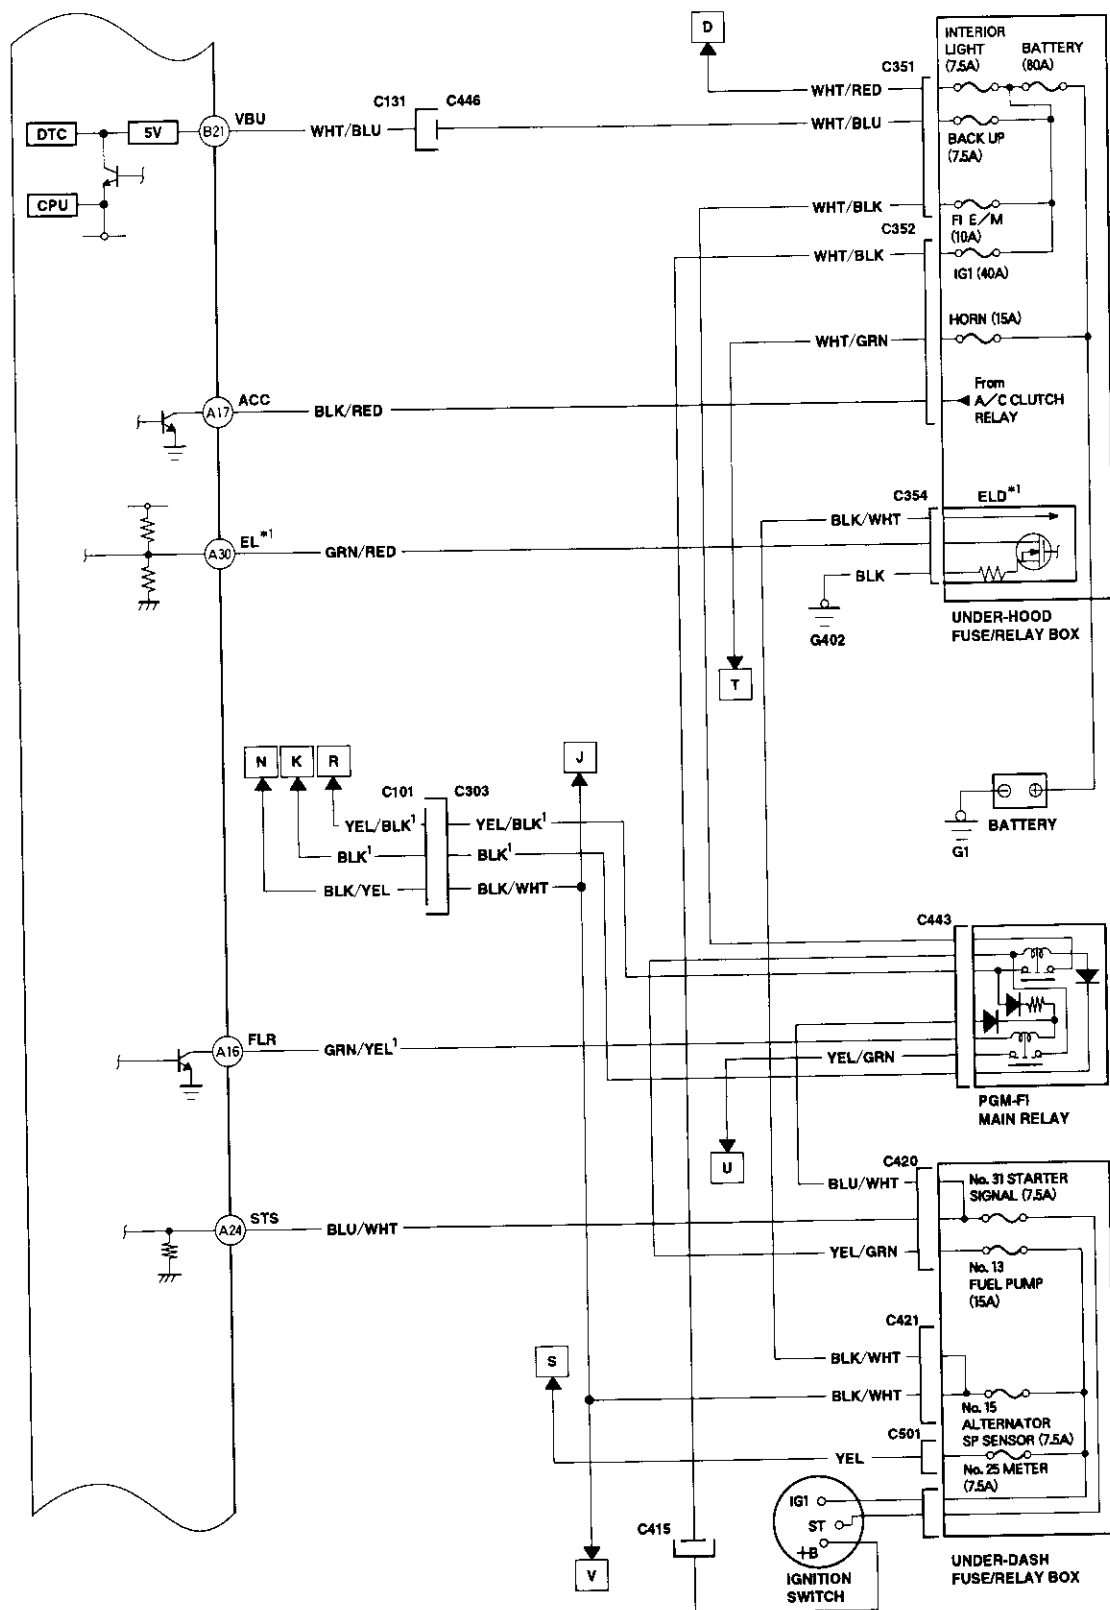 D
INTERIOR
LIGHT
(7.5A)
BATTERY
(80A)
C351
WHT/RED
C131
C446
VBU
B21
DTC
5V
WHT/BLU
WHT/BLU
BACK UP
(7.5A)
CPU
WHT/BLK
FI E/M
(10A)
C352
WHT/BLK
IG1 (40A)
HORN (15A)
WHT/GRN
From
A/C CLUTCH
RELAY
ACC
A17
BLK/RED
C354
ELD*1
BLK/WHT
EL*1
A30
GRN/RED
BLK
G402
UNDER-HOOD
FUSE/RELAY BOX
T
N
K
R
J
C101
C303
YEL/BLK1
YEL/BLK1
BLK1
BLK1
BLK/YEL
BLK/WHT
BATTERY
G1
C443
FLR
A16
GRN/YEL1
YEL/GRN
PGM-FI
MAIN RELAY
U
C420
BLU/WHT
No. 31 STARTER
SIGNAL (7.5A)
STS
A24
BLU/WHT
YEL/GRN
No. 13
FUEL PUMP
(15A)
C421
S
BLK/WHT
BLK/WHT
No. 15
ALTERNATOR
SP SENSOR (7.5A)
C501
YEL
No. 25 METER
(7.5A)
IG1
ST
+B
C415
V
IGNITION
SWITCH
UNDER-DASH
FUSE/RELAY BOX